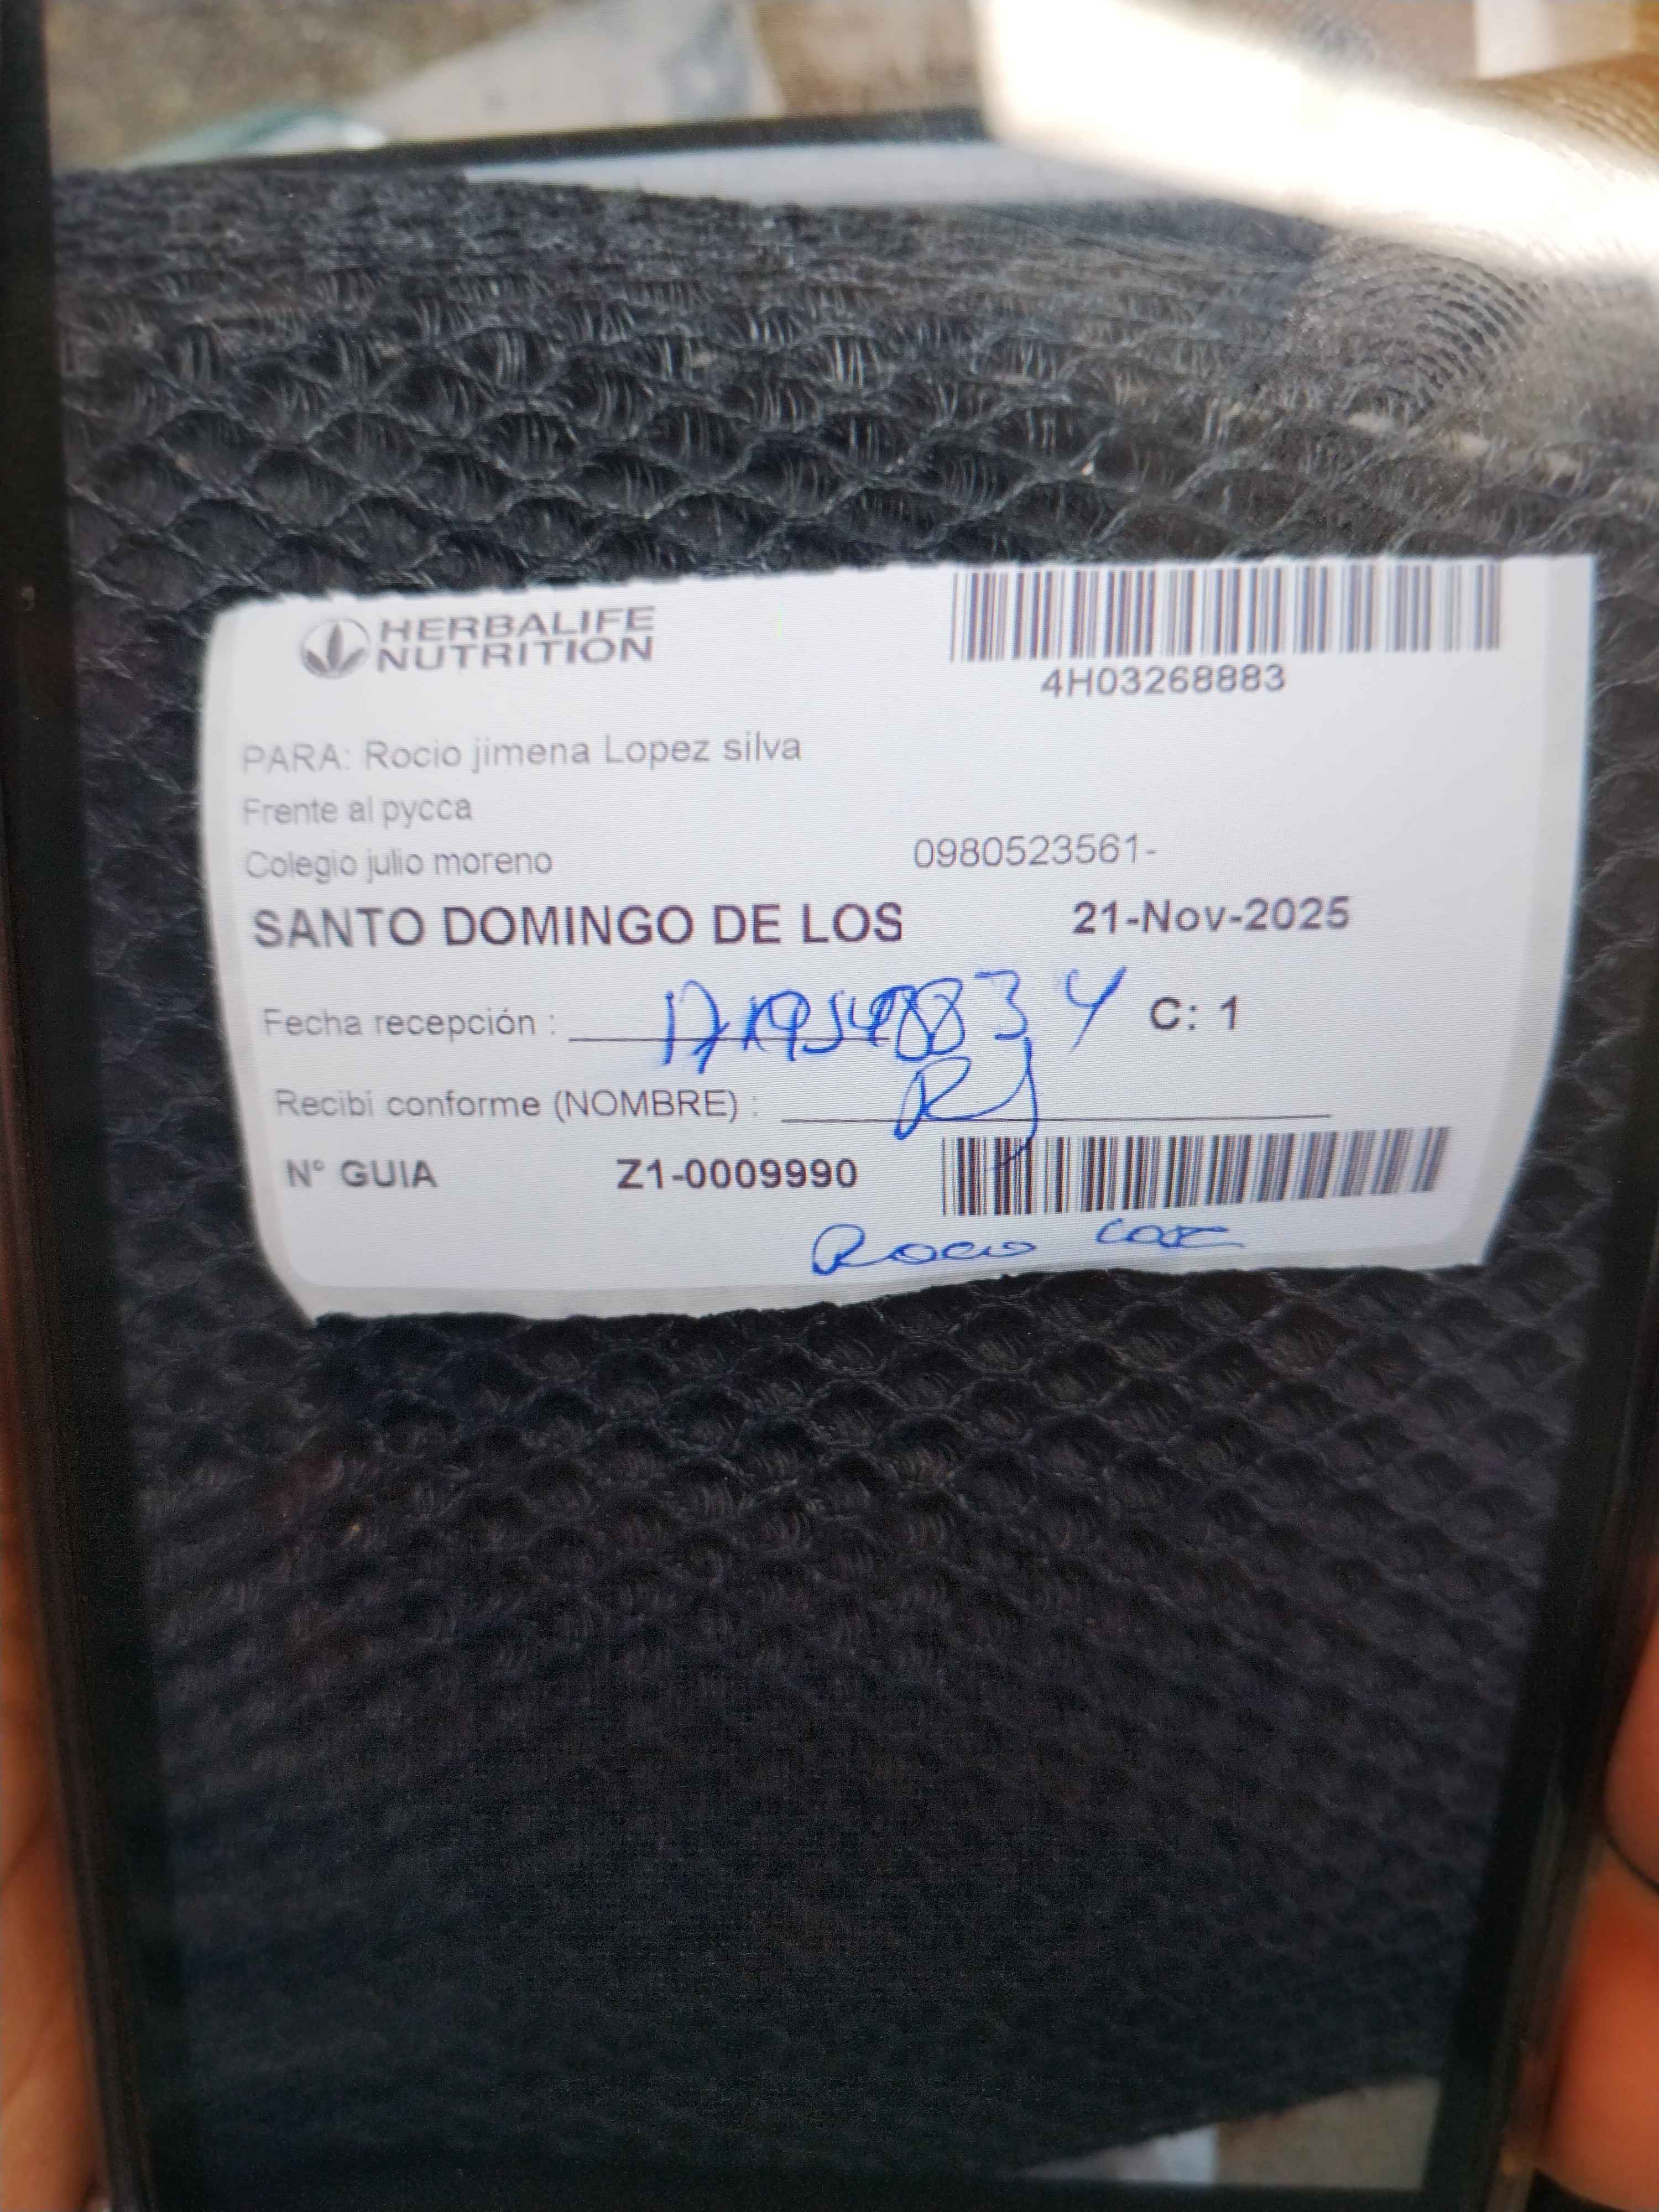 HERBALIFE
NUTRITION
4H03268883
PARA: Rocio jimena Lopez silva
Frente al pycca
Colegio julio moreno 0980523561-
SANTO DOMINGO DE LOS 21-Nov-2025
Fecha recepción : C: 1
Recibi conforme (NOMBRE) :
N° GUIA Z1-0009990
Rocio